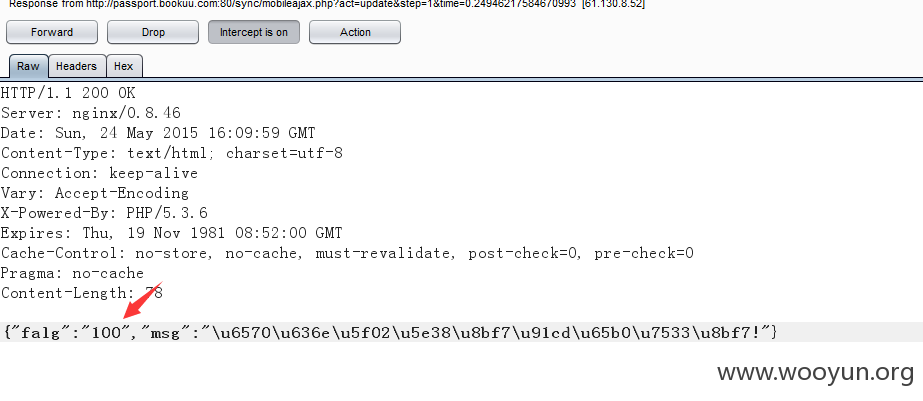 Response from http://passport.bookuu.com:80/sync/mobileajax.php?act=update&step=1&time=0.24946217584670993 [61.130.8.52]
Forward Drop Intercept is on Action
Raw Headers Hex
HTTP/1.1 200 OK
Server: nginx/0.8.46
Date: Sun, 24 May 2015 16:09:59 GMT
Content-Type: text/html; charset=utf-8
Connection: keep-alive
Vary: Accept-Encoding
X-Powered-By: PHP/5.3.6
Expires: Thu, 19 Nov 1981 08:52:00 GMT
Cache-Control: no-store, no-cache, must-revalidate, post-check=0, pre-check=0
Pragma: no-cache
Content-Length: 78
{"falg":"100","msg":"\u6570\u636e\u5f02\u5e38\u8bf7\u91cd\u65b0\u7533\u8bf7!"}
www.wooyun.org